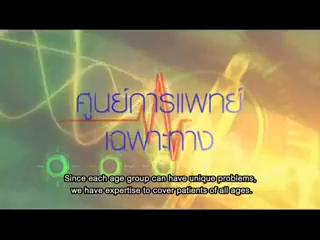 ศูนย์การแพทย์
เฉพาะทาง
Since each age group can have unique problems,
we have expertise to cover patients of all ages.